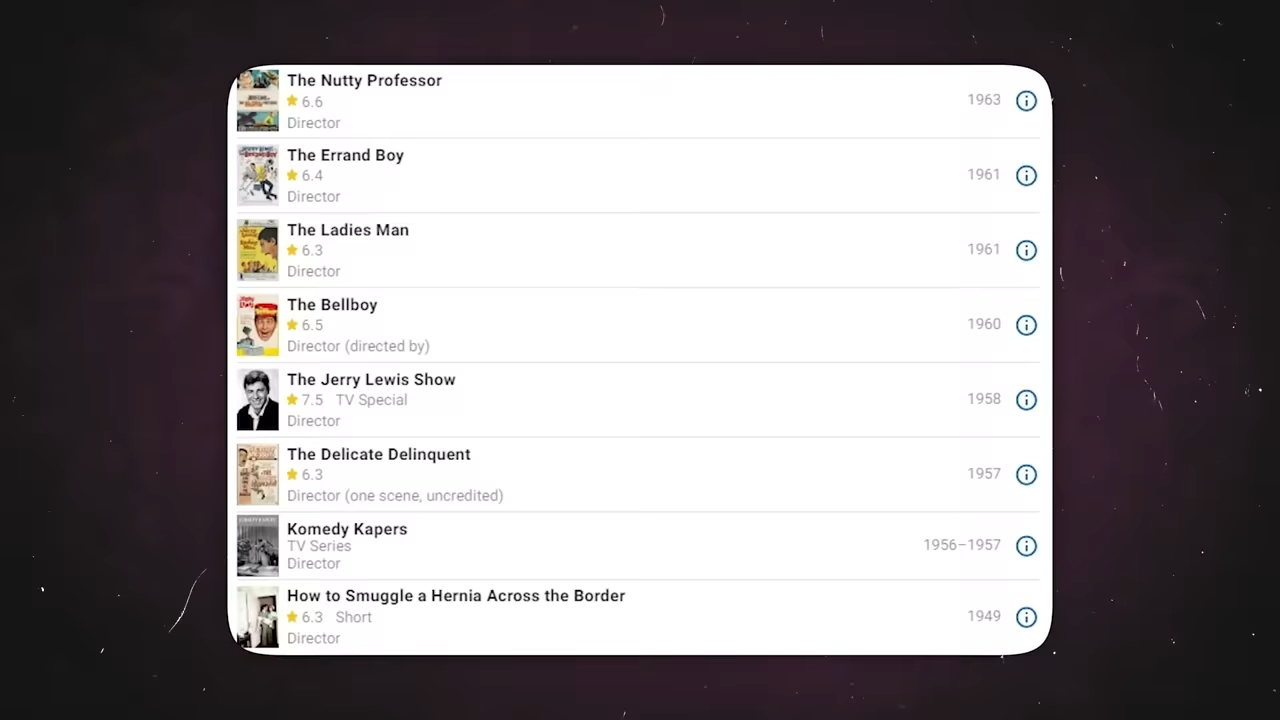 The Nutty Professor
6.6
1963
Director
The Errand Boy
6.4
1961
Director
The Ladies Man
6.3
1961
Director
The Bellboy
6.5
1960
Director (directed by)
The Jerry Lewis Show
7.5 TV Special
1958
Director
The Delicate Delinquent
6.3
1957
Director (one scene, uncredited)
Komedy Kapers
TV Series
1956–1957
Director
How to Smuggle a Hernia Across the Border
6.3 Short
1949
Director